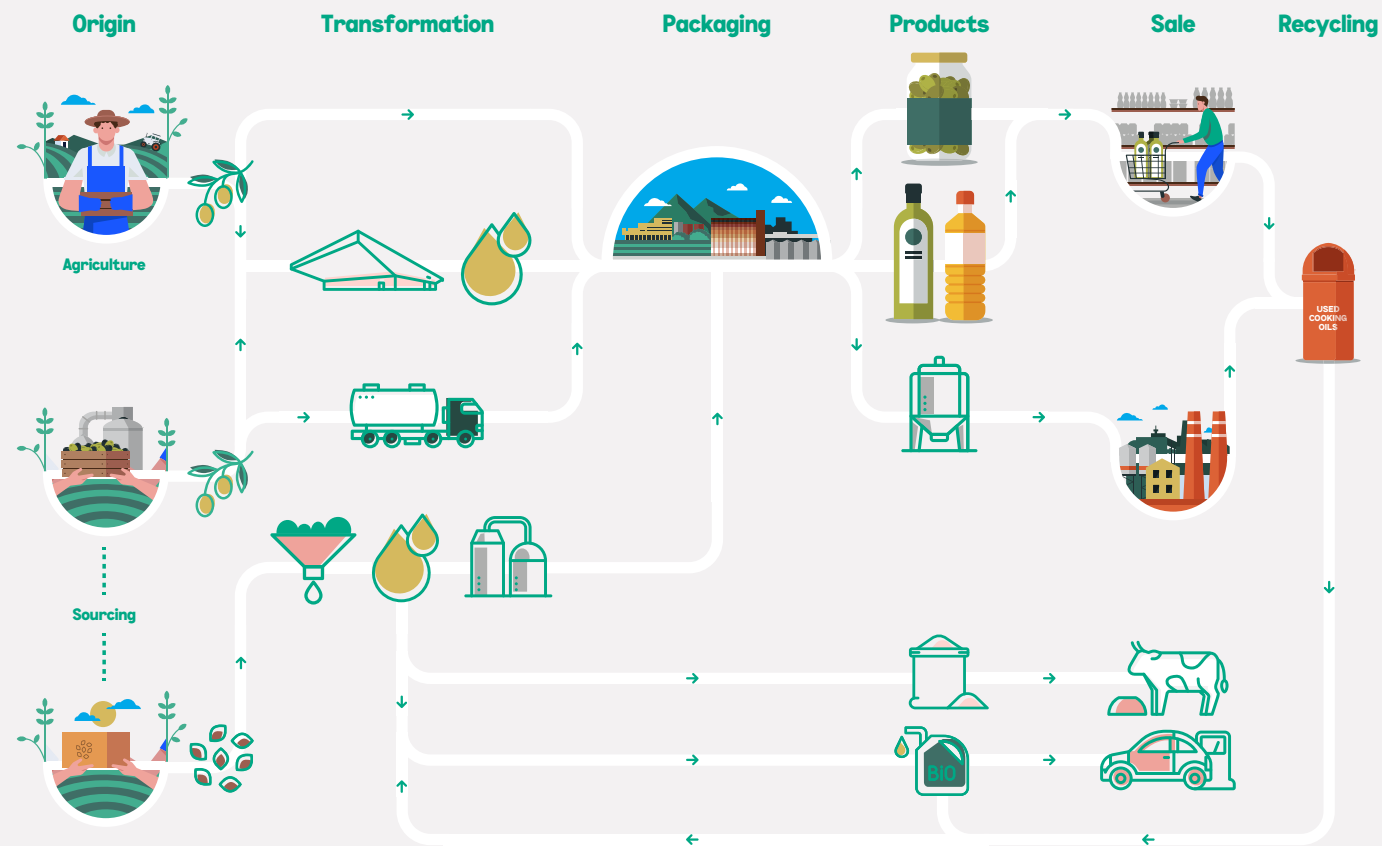 Origin
Transformation
Packaging
Products
Sale
Recycling
Agriculture
USED
COOKING
OILS
Sourcing
BiO